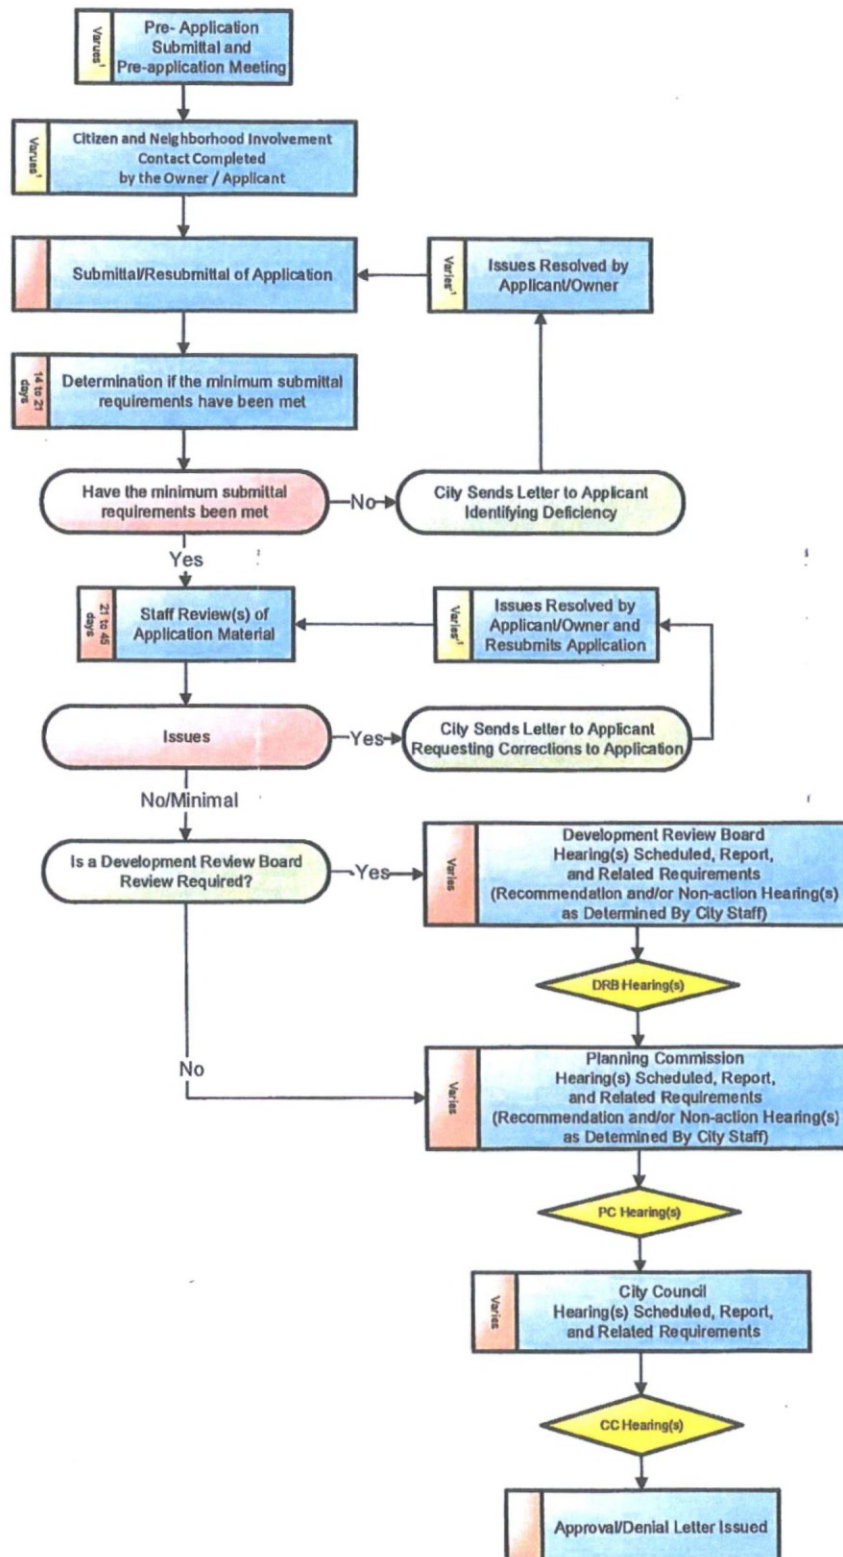 Varues¹
Pre- Application
Submittal and
Pre-application Meeting
Varues¹
Citizen and Neighborhood Involvement
Contact Completed
by the Owner / Applicant
Submittal/Resubmittal of Application
Varies¹
Issues Resolved by
Applicant/Owner
14 to 21
days
Determination if the minimum submittal
requirements have been met
Have the minimum submittal
requirements been met
No
City Sends Letter to Applicant
Identifying Deficiency
Yes
21 to 45
days
Staff Review(s) of
Application Material
Varies¹
Issues Resolved by
Applicant/Owner and
Resubmits Application
Issues
Yes
City Sends Letter to Applicant
Requesting Corrections to Application
No/Minimal
Is a Development Review Board
Review Required?
Yes
Varies
Development Review Board
Hearing(s) Scheduled, Report,
and Related Requirements
(Recommendation and/or Non-action Hearing(s)
as Determined By City Staff)
DRB Hearing(s)
No
Varies
Planning Commission
Hearing(s) Scheduled, Report,
and Related Requirements
(Recommendation and/or Non-action Hearing(s)
as Determined By City Staff)
PC Hearing(s)
Varies
City Council
Hearing(s) Scheduled, Report,
and Related Requirements
CC Hearing(s)
Approval/Denial Letter Issued